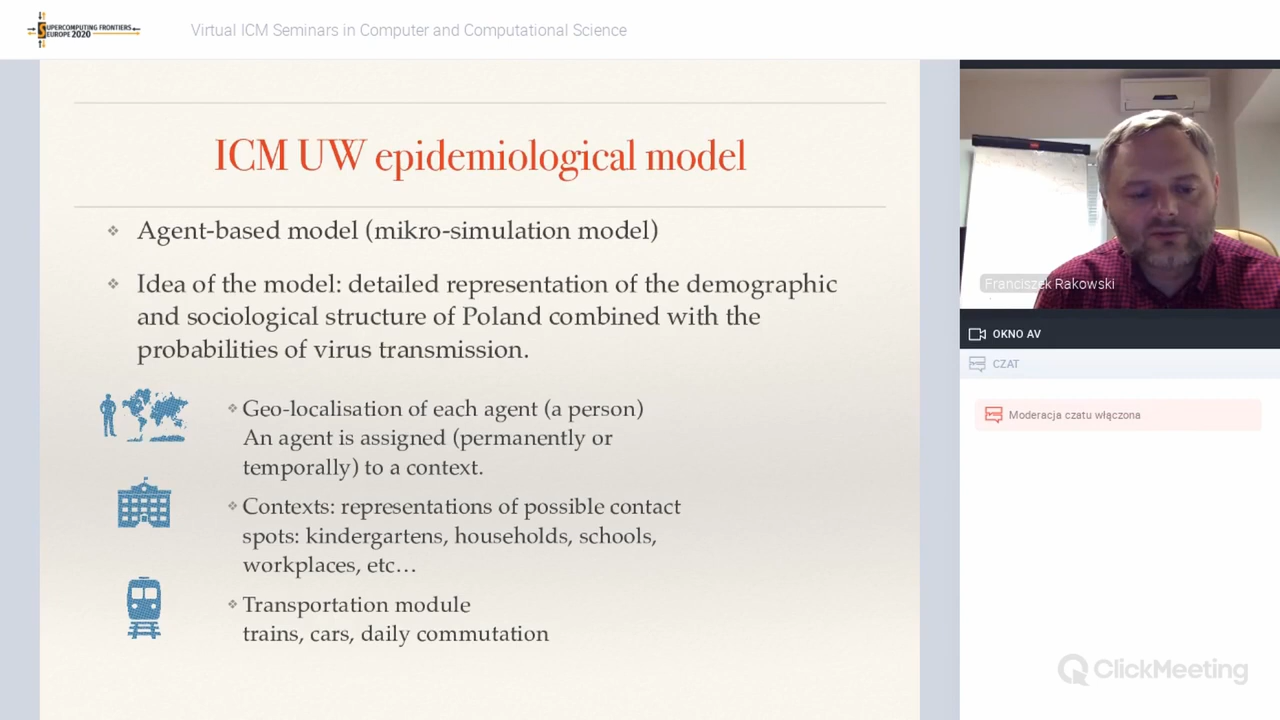 SUPERCOMPUTING FRONTIERS
EUROPE 2020
Virtual ICM Seminars in Computer and Computational Science
ICM UW epidemiological model
Agent-based model (mikro-simulation model)
Idea of the model: detailed representation of the demographic
and sociological structure of Poland combined with the
probabilities of virus transmission.
Geo-localisation of each agent (a person)
An agent is assigned (permanently or
temporally) to a context.
Contexts: representations of possible contact
spots: kindergartens, households, schools,
workplaces, etc…
Transportation module
trains, cars, daily commutation
Franciszek Rakowski
OKNO AV
CZAT
Moderacja czatu włączona
ClickMeeting